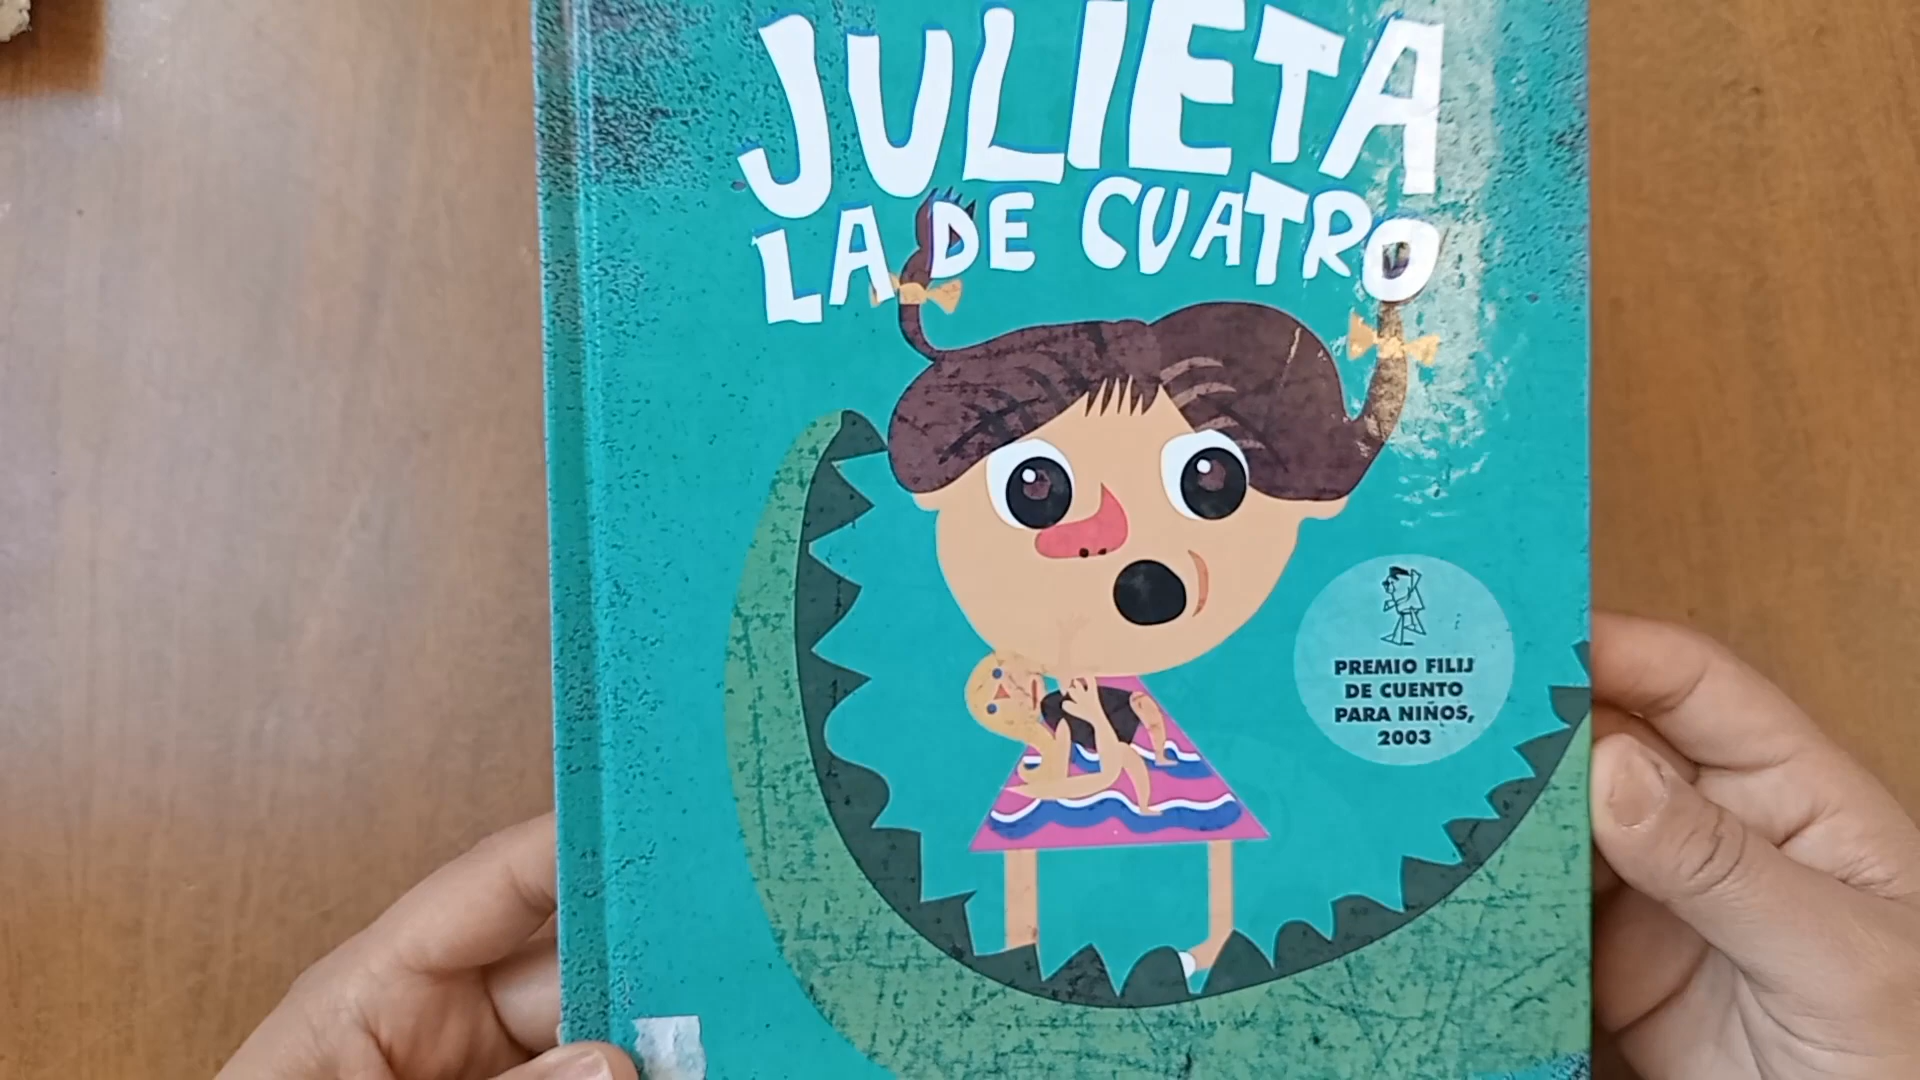 JULIETA
LA DE CUATRO
PREMIO FILIJ
DE CUENTO
PARA NIÑOS,
2003